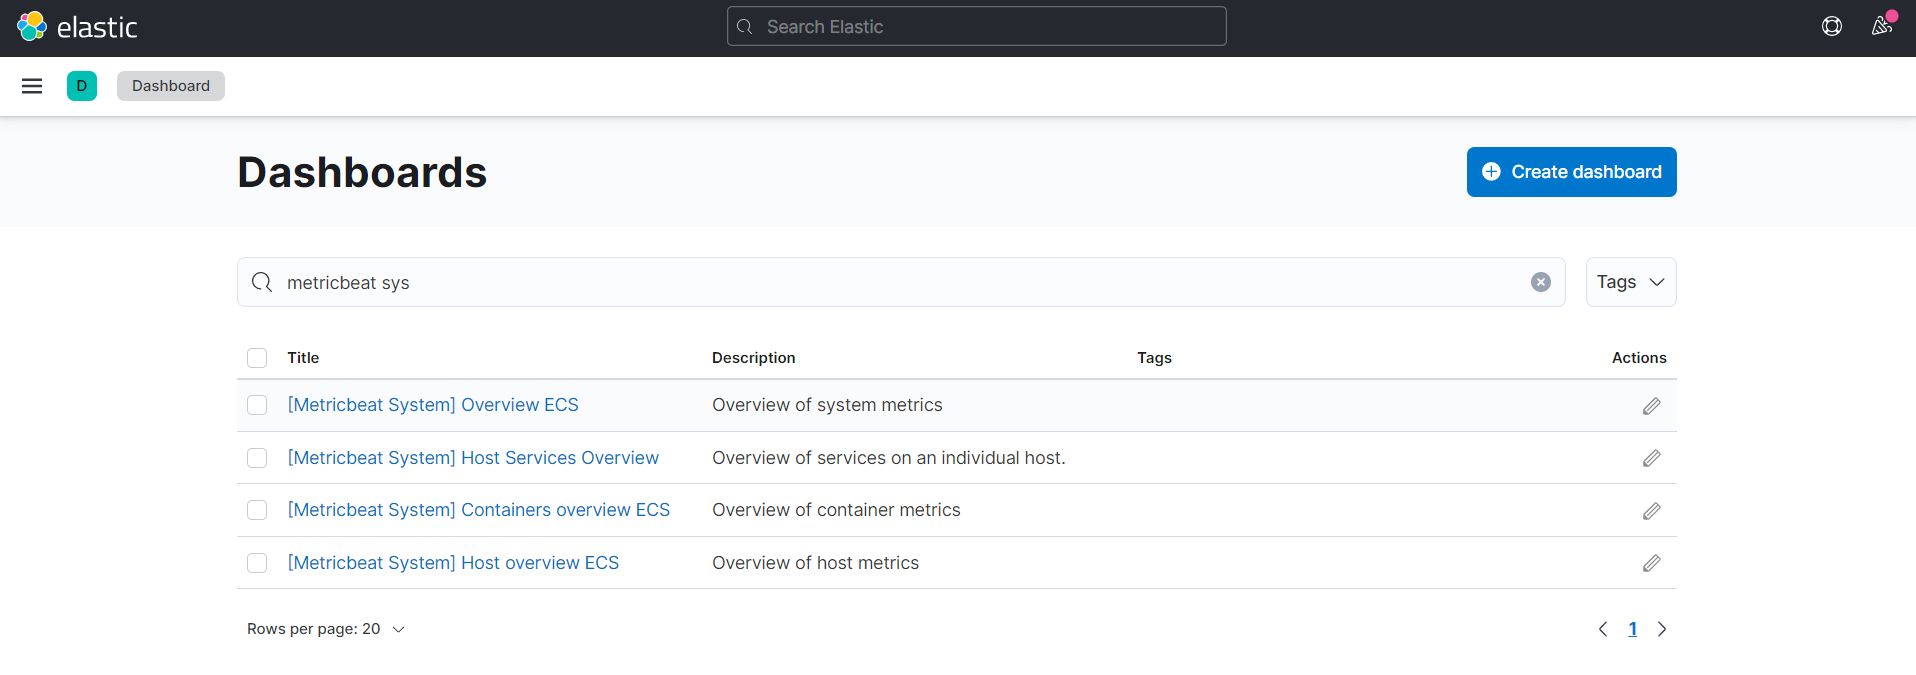 elastic
Search Elastic
D
Dashboard
Dashboards
Create dashboard
metricbeat sys
Tags
Title Description Tags Actions
[Metricbeat System] Overview ECS Overview of system metrics
[Metricbeat System] Host Services Overview Overview of services on an individual host.
[Metricbeat System] Containers overview ECS Overview of container metrics
[Metricbeat System] Host overview ECS Overview of host metrics
Rows per page: 20
1